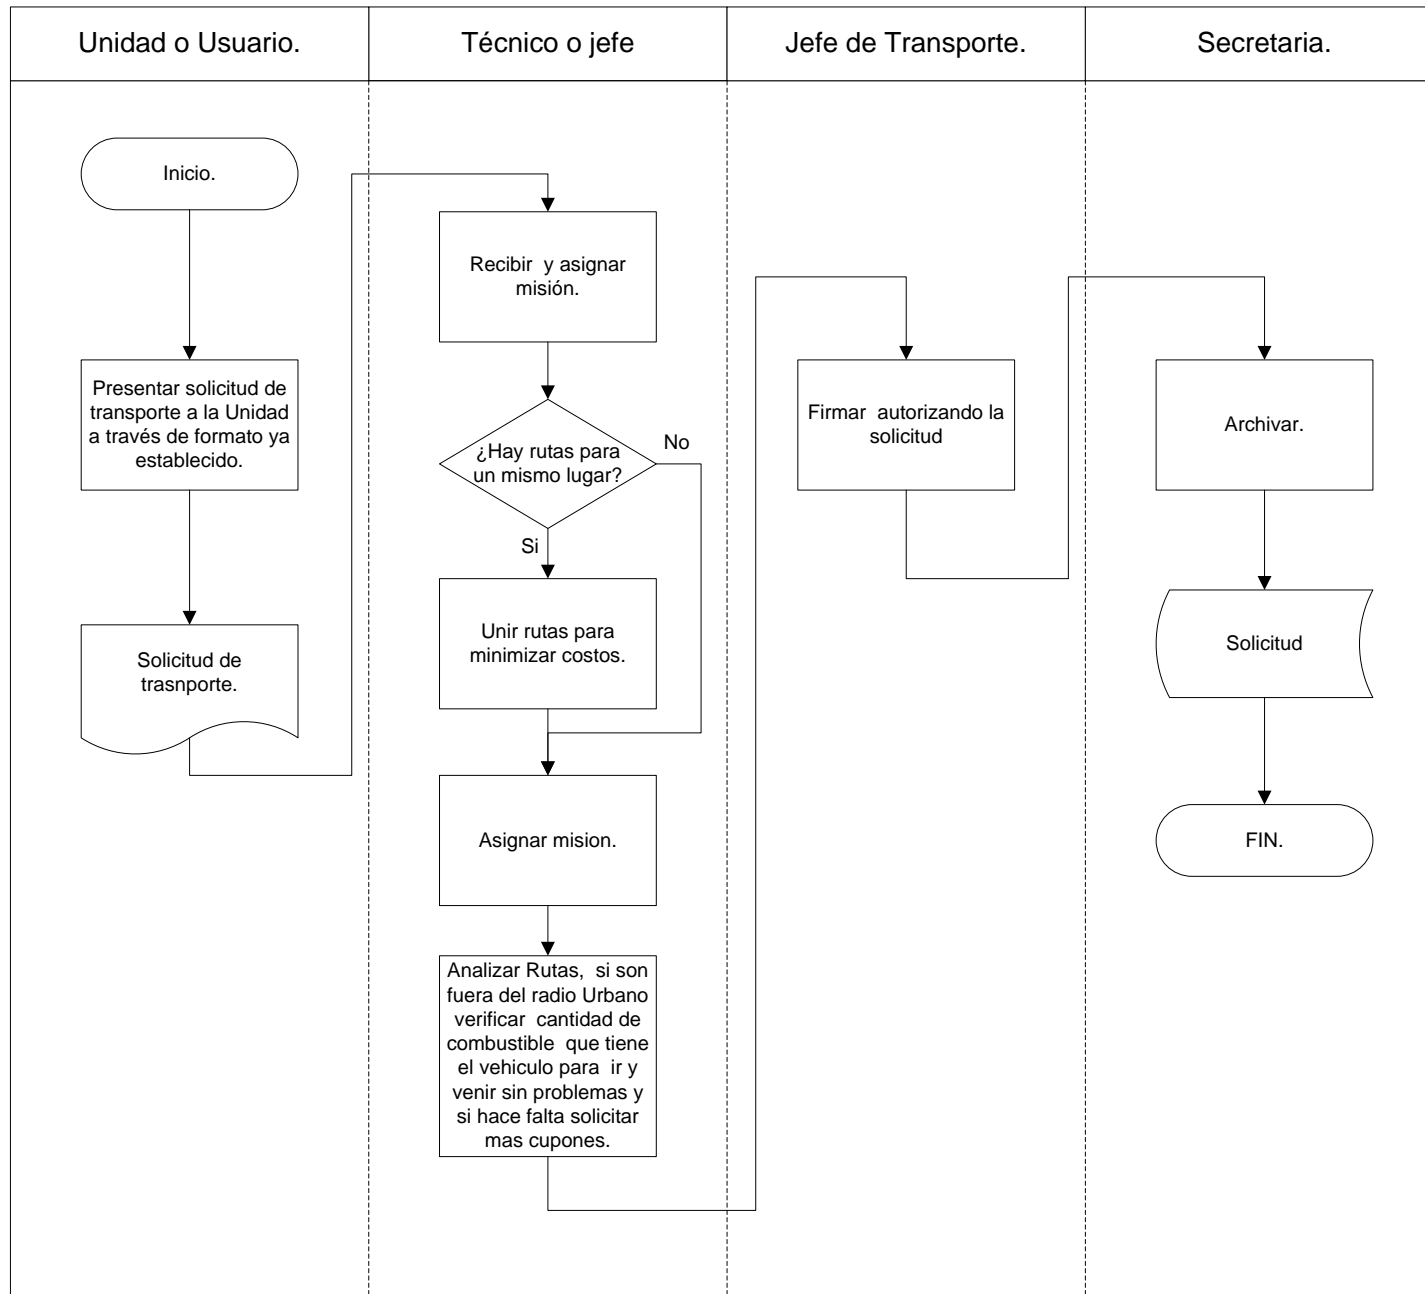 Unidad o Usuario.
Técnico o jefe
Jefe de Transporte.
Secretaria.
Inicio.
Presentar solicitud de
transporte a la Unidad
a través de formato ya
establecido.
Solicitud de
trasnporte.
Recibir y asignar
misión.
¿Hay rutas para
un mismo lugar?
No
Si
Unir rutas para
minimizar costos.
Asignar mision.
Analizar Rutas, si son
fuera del radio Urbano
verificar cantidad de
combustible que tiene
el vehiculo para ir y
venir sin problemas y
si hace falta solicitar
mas cupones.
Firmar autorizando la
solicitud
Archivar.
Solicitud
FIN.